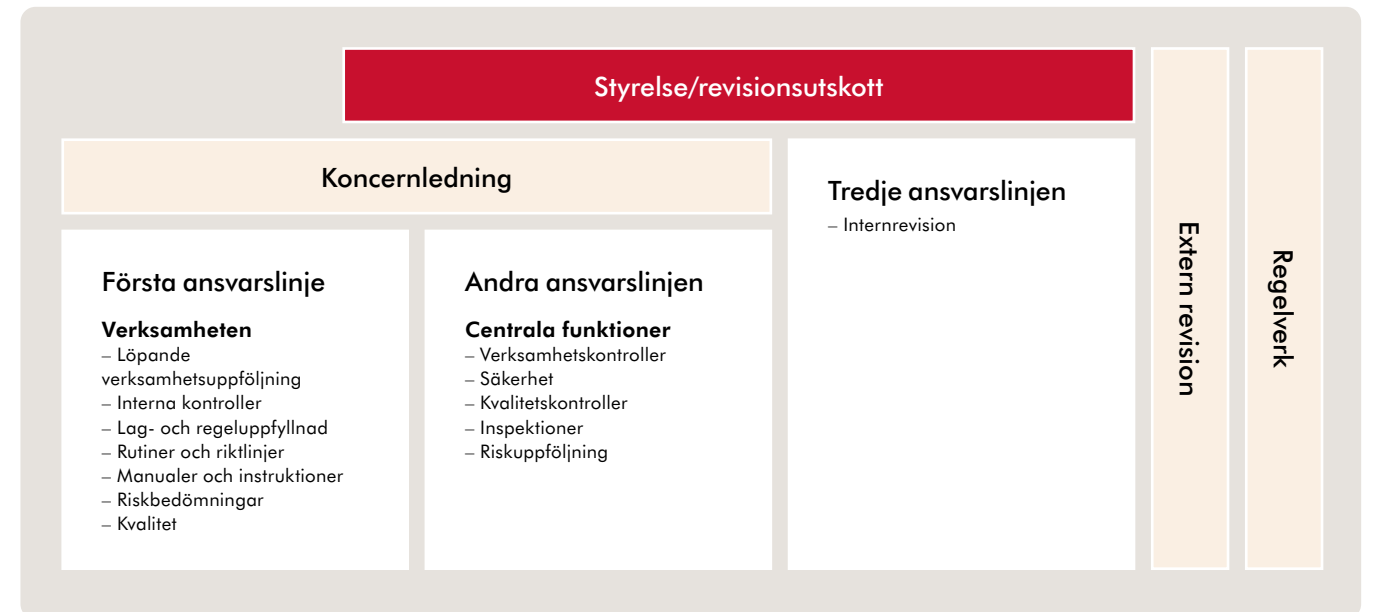 Styrelse/revisionsutskott
Koncernledning
Första ansvarslinje
Verksamheten
– Löpande
verksamhetsuppföljning
– Interna kontroller
– Lag- och regeluppfyllnad
– Rutiner och riktlinjer
– Manualer och instruktioner
– Riskbedömningar
– Kvalitet
Andra ansvarslinjen
Centrala funktioner
– Verksamhetskontroller
– Säkerhet
– Kvalitetskontroller
– Inspektioner
– Riskuppföljning
Tredje ansvarslinjen
– Internrevision
Extern revision
Regelverk